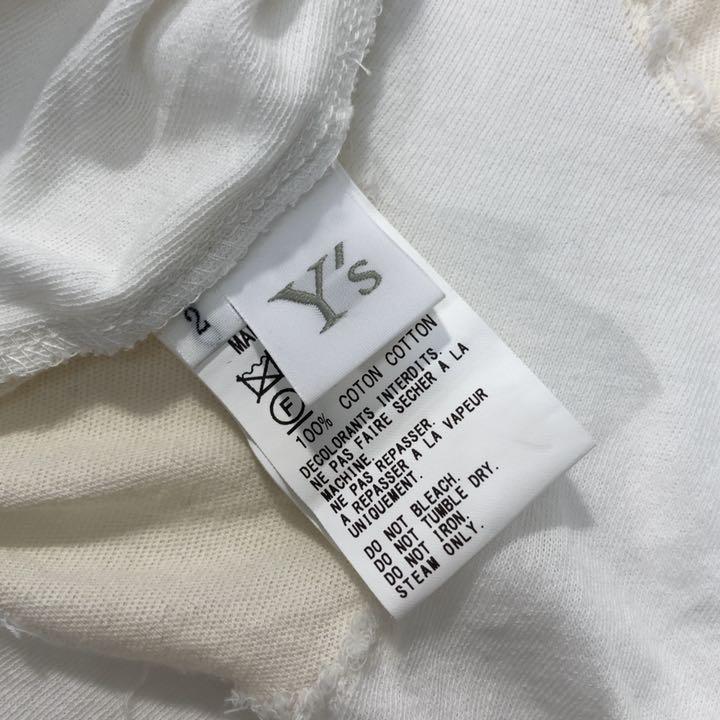 Y's
2
F
100% COTON COTTON
DECOLORANTS INTERDITS.
NE PAS FAIRE SECHER À LA
MACHINE.
NE PAS REPASSER.
A REPASSER A LA VAPEUR
UNIQUEMENT.
DO NOT BLEACH.
DO NOT TUMBLE DRY.
DO NOT IRON.
STEAM ONLY.